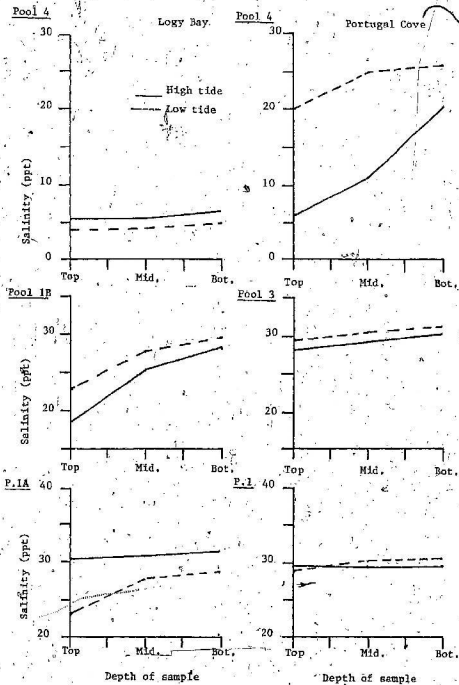 Pool 4 Logy Bay Pool 4 Portugal Cove
30 30
High tide
Low tide
20 20
10 10
Salinity (ppt)
0 0
Top Mid. Bot. Top Mid. Bot.
Pool 1B Pool 3
30 30
Salinity (ppt)
20 20
Top Mid. Bot. Top Mid. Bot.
P.1A P.1
40 40
30 30
Salinity (ppt)
20 20
Top Mid. Bot. Top Mid. Bot.
Depth of sample Depth of sample